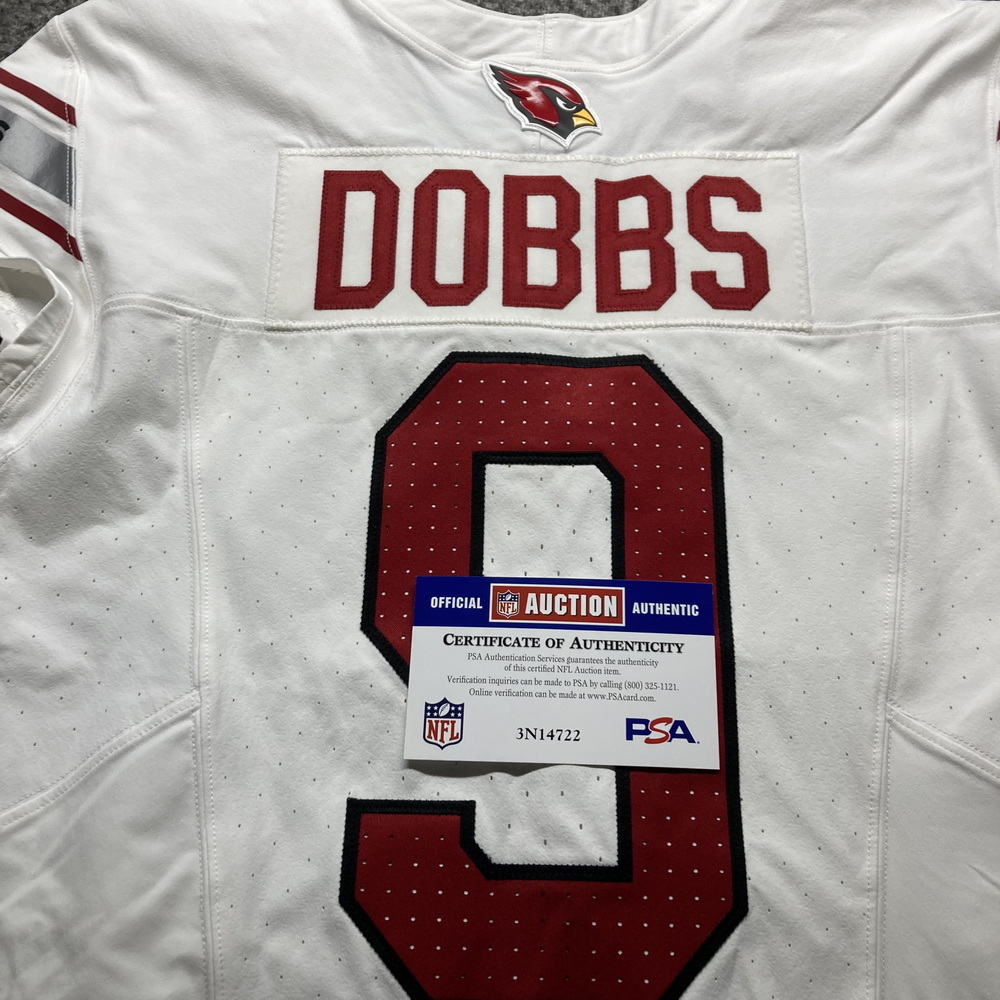 DOBBS
9
OFFICIAL NFL AUCTION AUTHENTIC
CERTIFICATE OF AUTHENTICITY
PSA Authentication Services guarantees the authenticity
of this certified NFL Auction item.
Verification inquiries can be made to PSA by calling (800) 325-1121.
Online verification can be made at www.PSAcard.com.
NFL 3N14722 PSA.